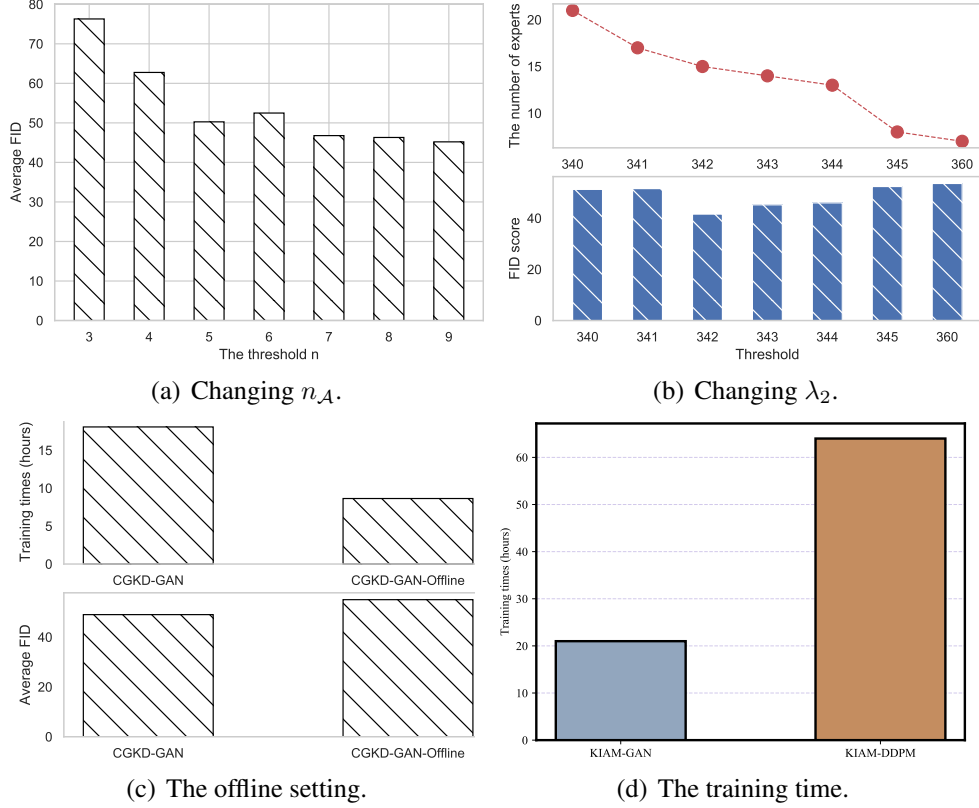 80
70
60
50
40
30
20
10
0
Average FID
3 4 5 6 7 8 9
The threshold n
(a) Changing n𝒜.
20
15
10
The number of experts
340 341 342 343 344 345 360
40
20
0
FID score
340 341 342 343 344 345 360
Threshold
(b) Changing λ₂.
15
10
5
0
Training times (hours)
CGKD-GAN CGKD-GAN-Offline
40
20
0
Average FID
CGKD-GAN CGKD-GAN-Offline
(c) The offline setting.
60
50
40
30
20
10
0
Training times (hours)
KIAM-GAN KIAM-DDPM
(d) The training time.